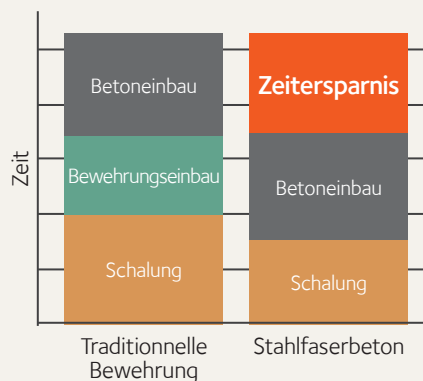 Zeit
Betoneinbau
Bewehrungseinbau
Schalung
Zeitersparnis
Betoneinbau
Schalung
Traditionnelle
Bewehrung
Stahlfaserbeton